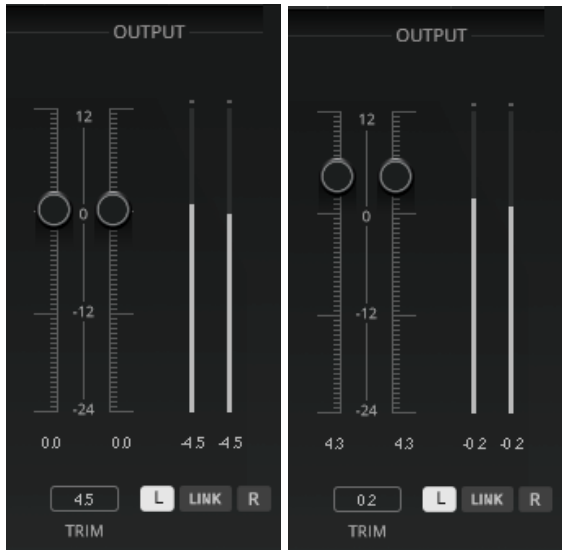 OUTPUT
12
0
-12
-24
0.0 0.0 -4.5 -4.5
4.5 L LINK R
TRIM
OUTPUT
12
0
-12
-24
4.3 4.3 -0.2 -0.2
0.2 L LINK R
TRIM